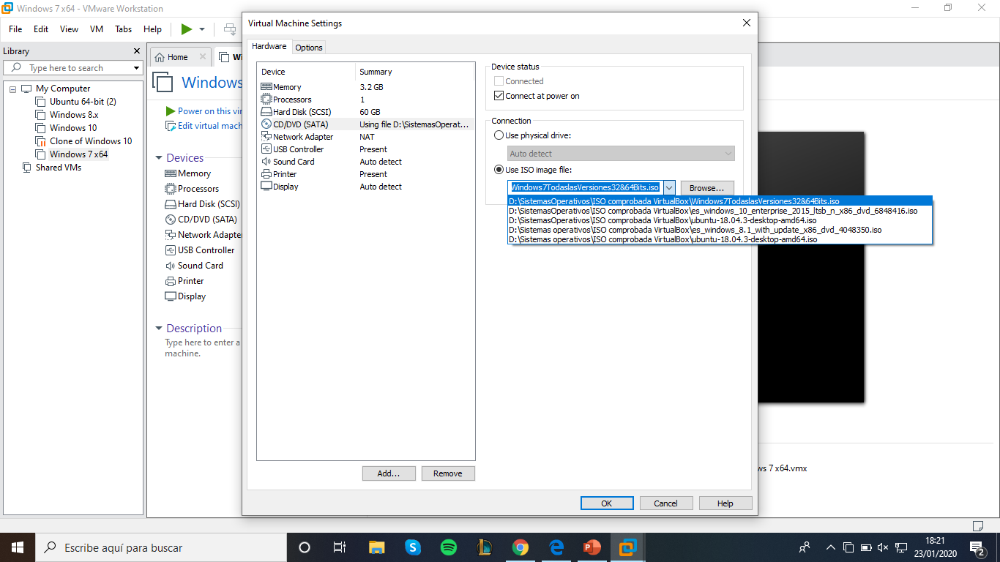 Windows 7 x64 - VMware Workstation
File Edit View VM Tabs Help
Library
Type here to search
My Computer
Ubuntu 64-bit (2)
Windows 8.x
Windows 10
Clone of Windows 10
Windows 7 x64
Shared VMs
Home
Wi
Windows
Power on this vir
Edit virtual mach
Devices
Memory
Processors
Hard Disk (SCSI)
CD/DVD (SATA)
Network Adapte
USB Controller
Sound Card
Printer
Display
Description
Type here to enter a
machine.
Virtual Machine Settings
Hardware Options
Device Summary
Memory 3.2 GB
Processors 1
Hard Disk (SCSI) 60 GB
CD/DVD (SATA) Using file D:\SistemasOperat...
Network Adapter NAT
USB Controller Present
Sound Card Auto detect
Printer Present
Display Auto detect
Add... Remove
Device status
Connected
Connect at power on
Connection
Use physical drive:
Auto detect
Use ISO image file:
Windows7TodaslasVersiones32&64Bits.iso Browse...
D:\SistemasOperativos\ISO comprobada VirtualBox\Windows7TodaslasVersiones32&64Bits.iso
D:\SistemasOperativos\ISO comprobada VirtualBox\es_windows_10_enterprise_2015_ltsb_n_x86_dvd_6848416.iso
D:\SistemasOperativos\ISO comprobada VirtualBox\ubuntu-18.04.3-desktop-amd64.iso
D:\Sistemas operativos\ISO comprobada VirtualBox\es_windows_8.1_with_update_x86_dvd_4048350.iso
D:\Sistemas operativos\ISO comprobada VirtualBox\ubuntu-18.04.3-desktop-amd64.iso
ws 7 x64.vmx
OK Cancel Help
Escribe aquí para buscar
18:21
23/01/2020
2